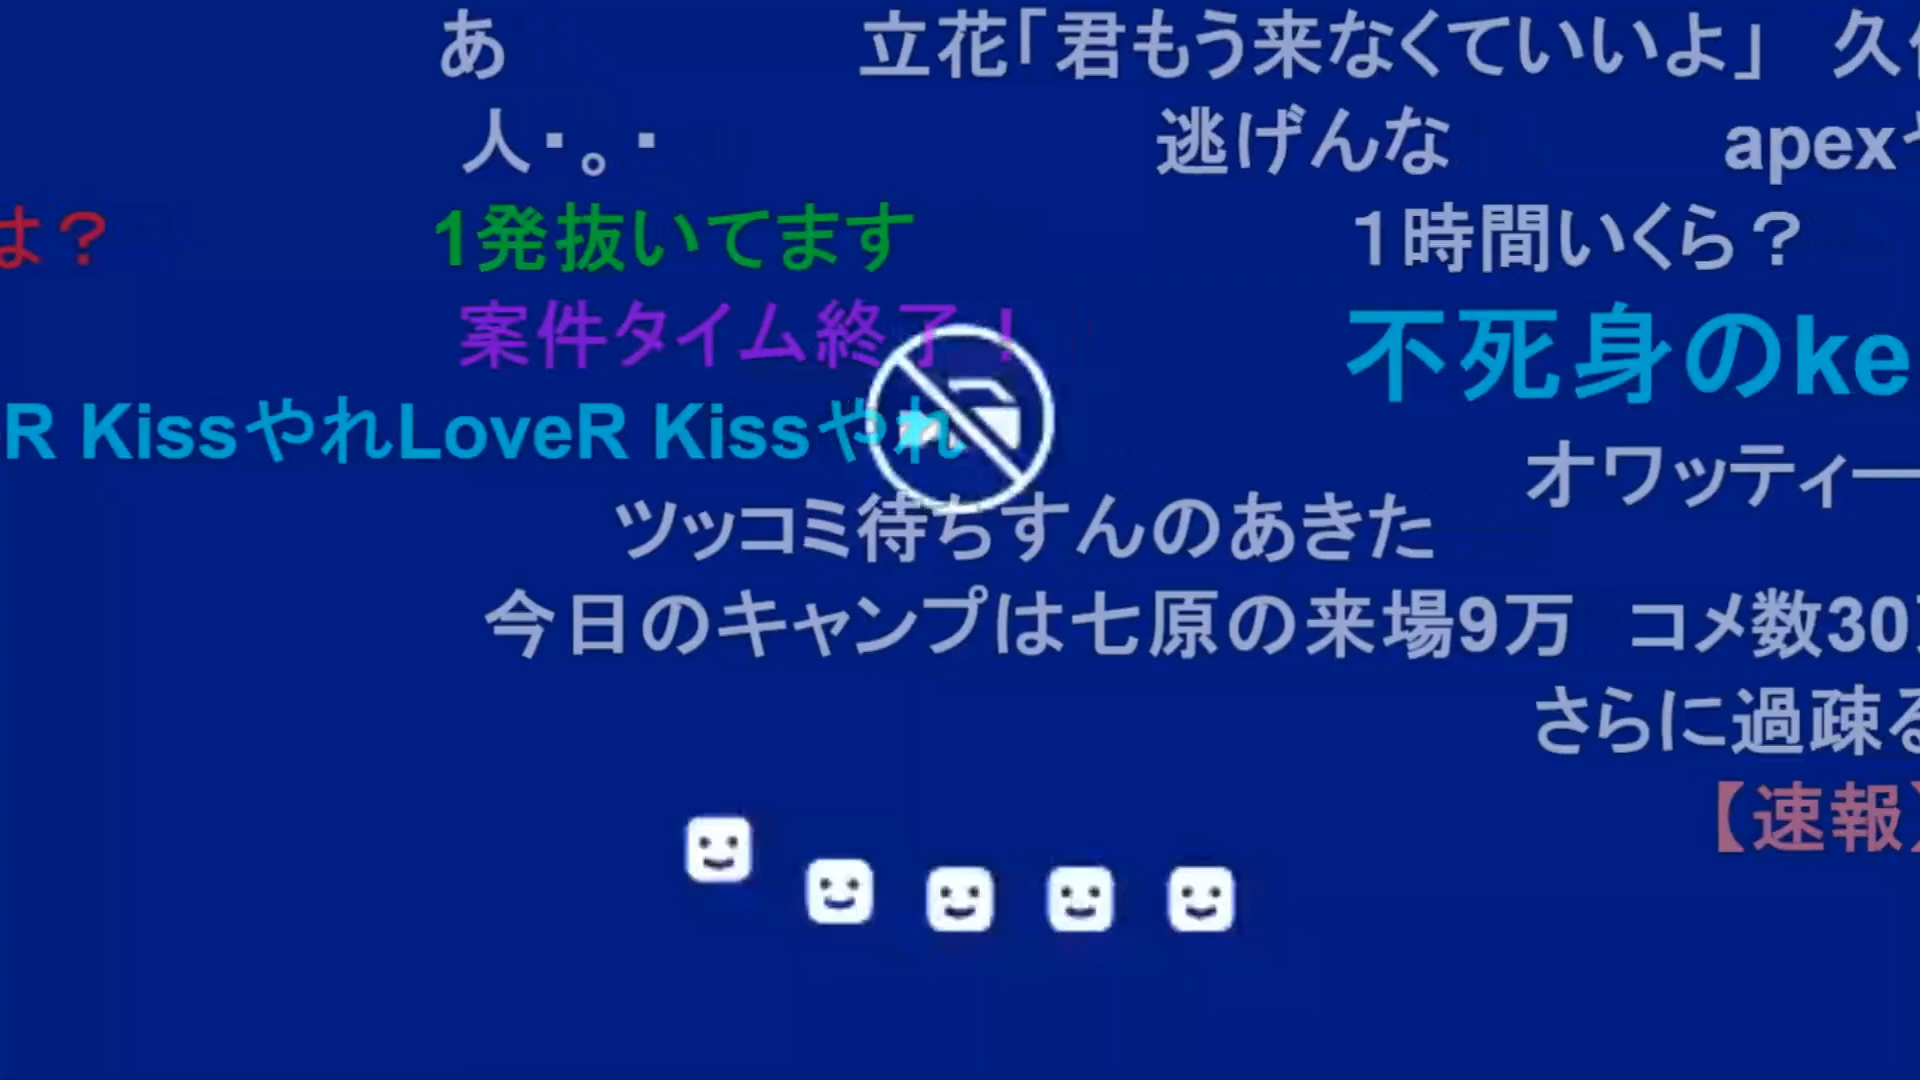 あ 立花「君もう来なくていいよ」 久
人・。・ 逃げんな apex
は？ 1発抜いてます 1時間いくら？
案件タイム終了！ 不死身のke
R KissやれLoveR Kissやれ
オワッティー
ツッコミ待ちすんのあきた
今日のキャンプは七原の来場9万 コメ数30
さらに過疎る
【速報】